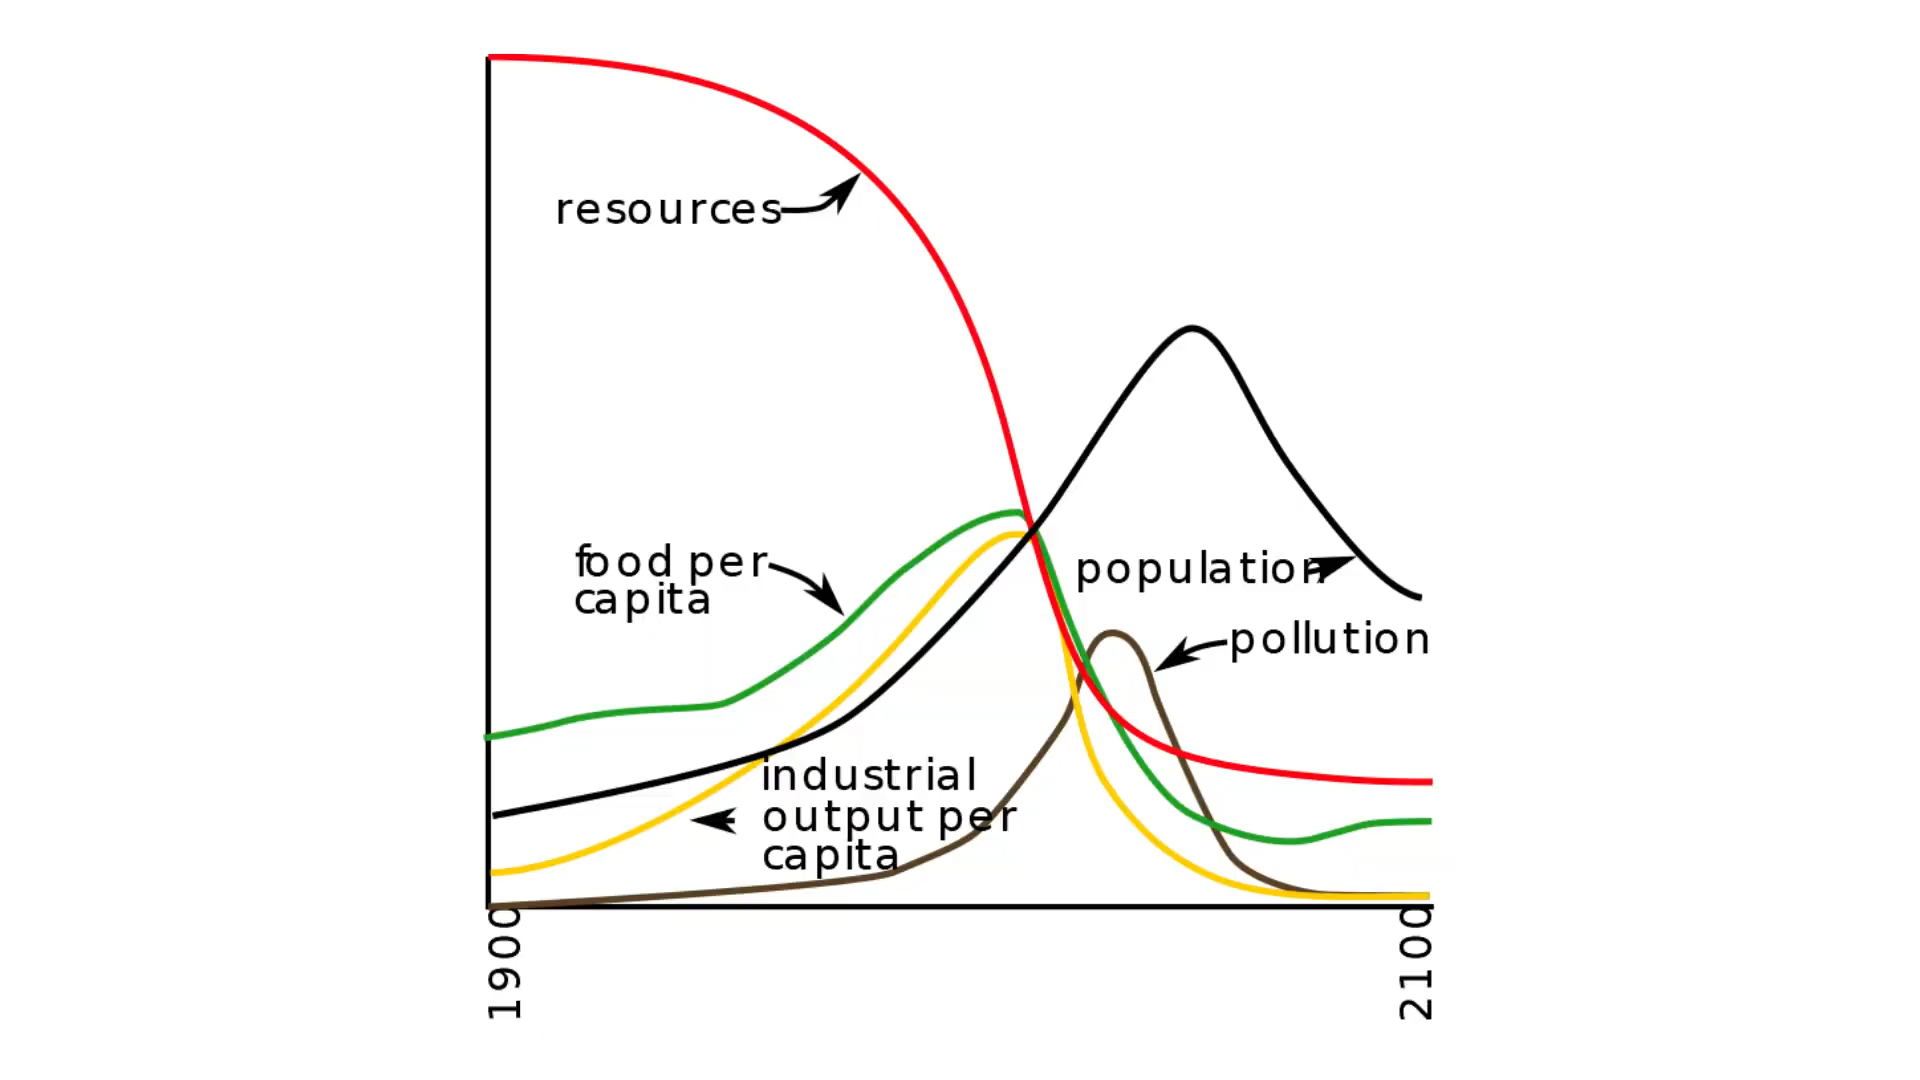 resources
food per
capita
population
pollution
industrial
output per
capita
1900
2100